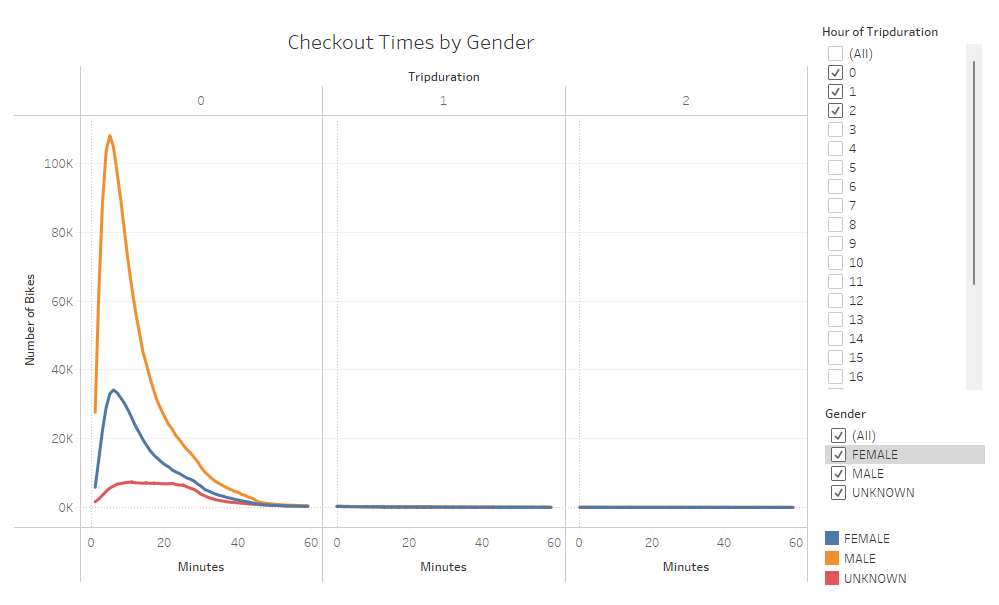 Checkout Times by Gender
Tripduration
0 1 2
100K
80K
60K
40K
20K
0K
Number of Bikes
0 20 40 60 0 20 40 60 0 20 40 60
Minutes Minutes Minutes
Hour of Tripduration
(All)
0
1
2
3
4
5
6
7
8
9
10
11
12
13
14
15
16
Gender
(All)
FEMALE
MALE
UNKNOWN
FEMALE
MALE
UNKNOWN